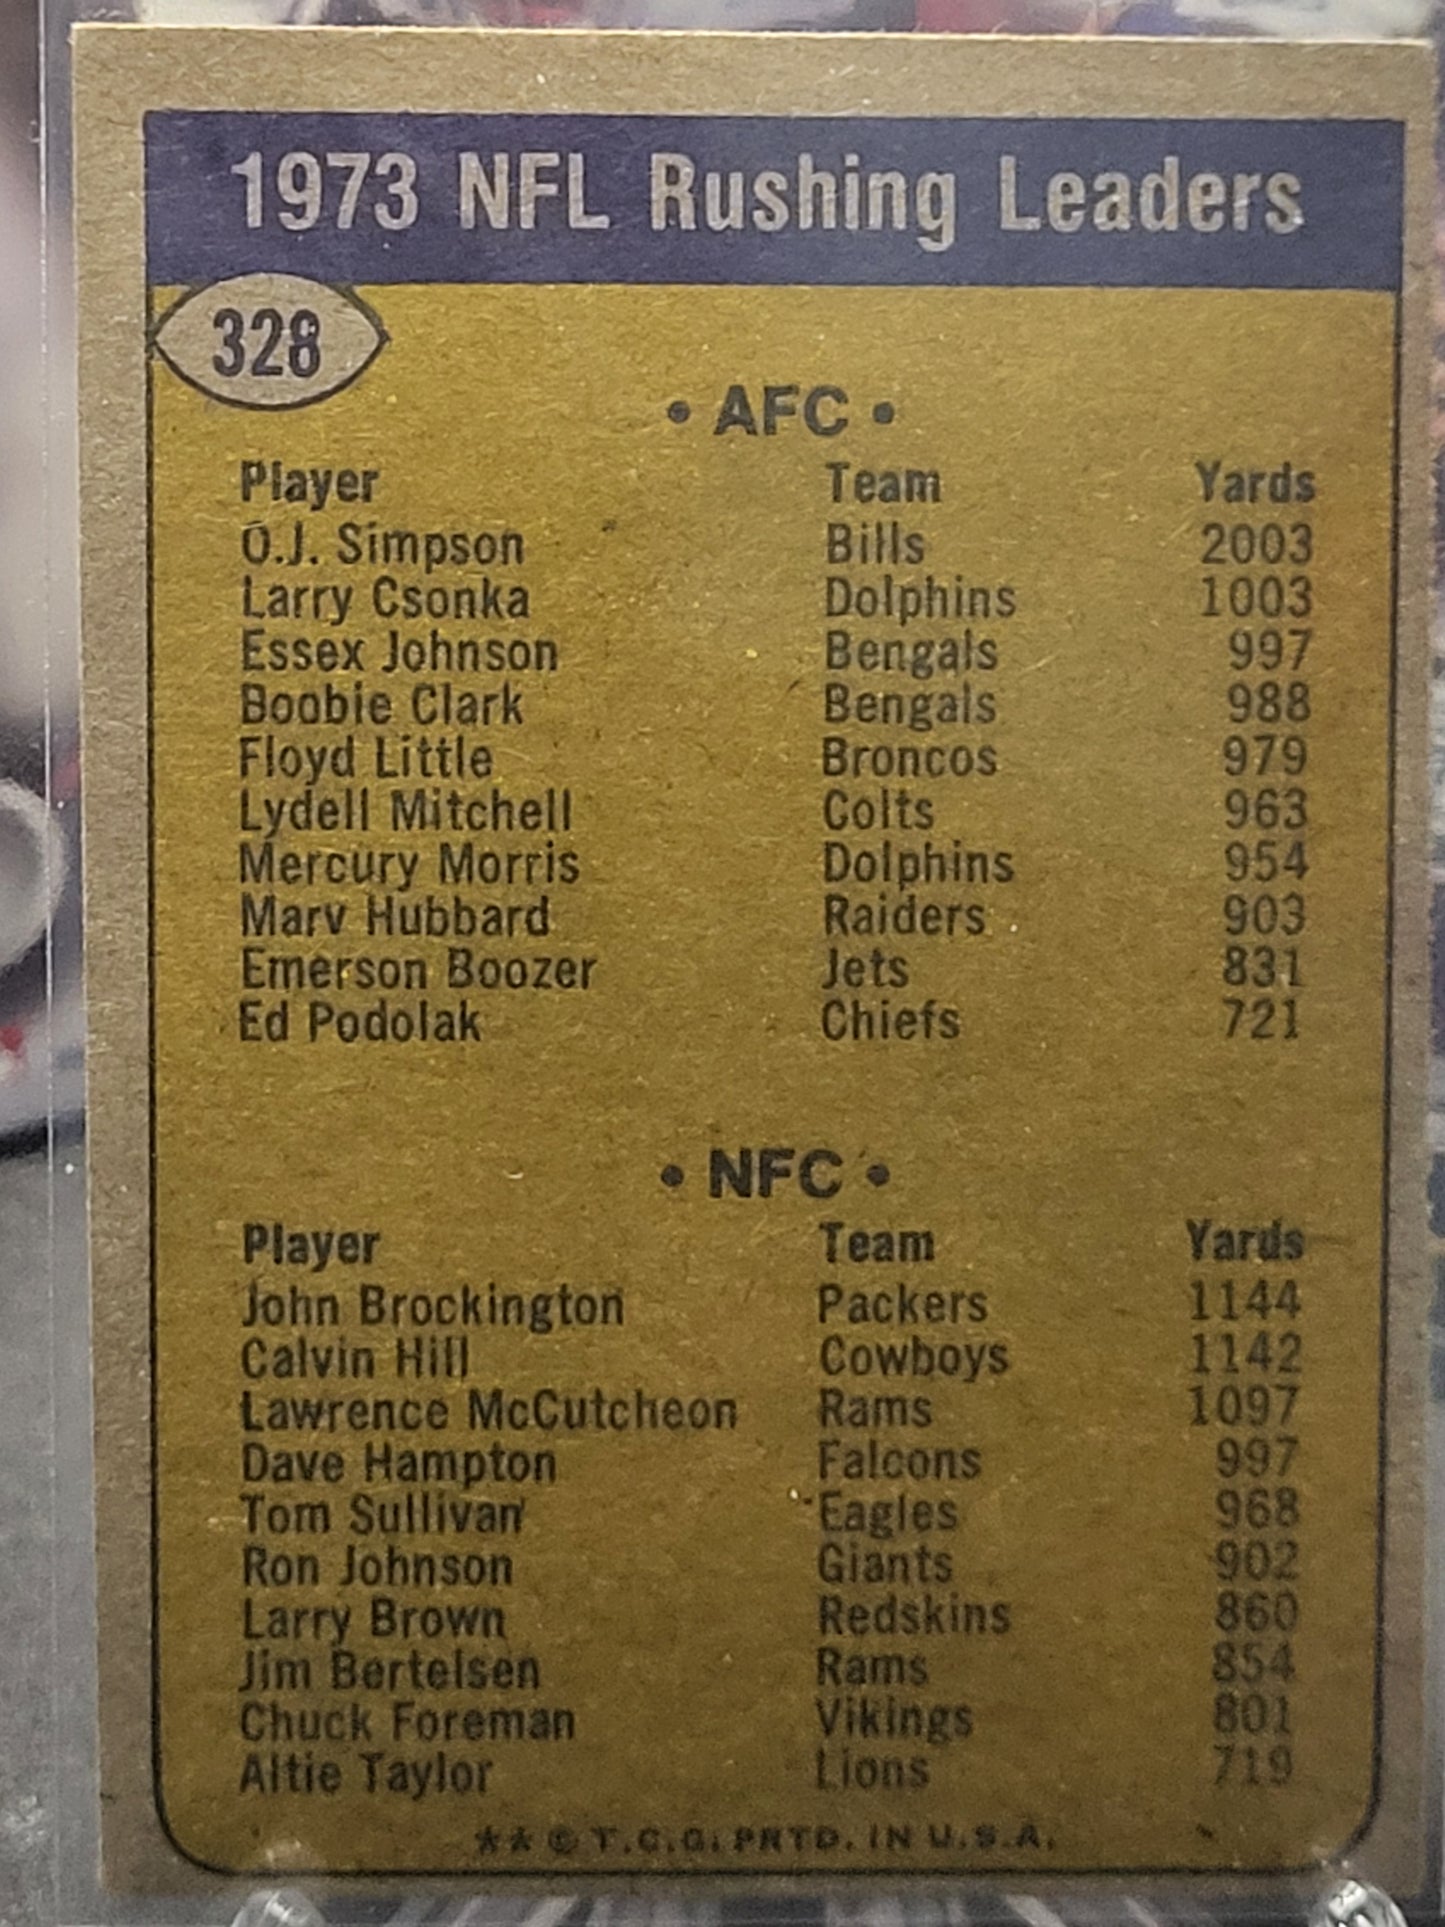 1973 NFL Rushing Leaders
328
• AFC •
Player Team Yards
O.J. Simpson Bills 2003
Larry Csonka Dolphins 1003
Essex Johnson Bengals 997
Boobie Clark Bengals 988
Floyd Little Broncos 979
Lydell Mitchell Colts 963
Mercury Morris Dolphins 954
Marv Hubbard Raiders 903
Emerson Boozer Jets 831
Ed Podolak Chiefs 721
• NFC •
Player Team Yards
John Brockington Packers 1144
Calvin Hill Cowboys 1142
Lawrence McCutcheon Rams 1097
Dave Hampton Falcons 997
Tom Sullivan Eagles 968
Ron Johnson Giants 902
Larry Brown Redskins 860
Jim Bertelsen Rams 854
Chuck Foreman Vikings 801
Altie Taylor Lions 719
★★ © T.C.G. PRTD. IN U.S.A.